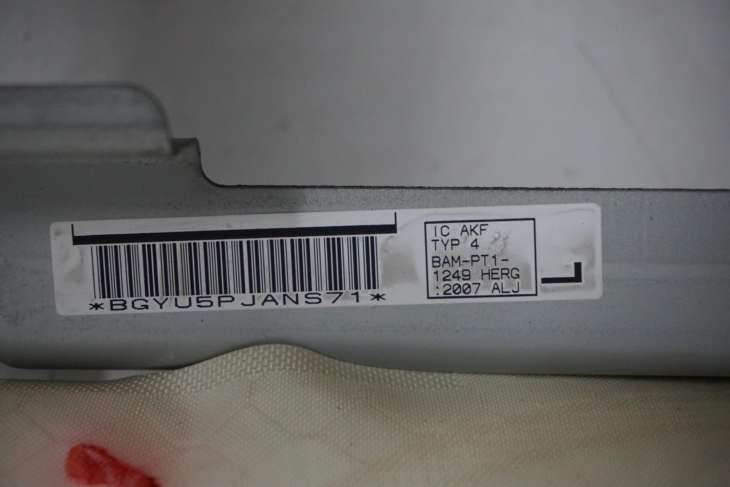 *BGYU5PJANS71*
IC AKF
TYP 4
BAM-PT1-
1249 HERG
:2007 ALJ